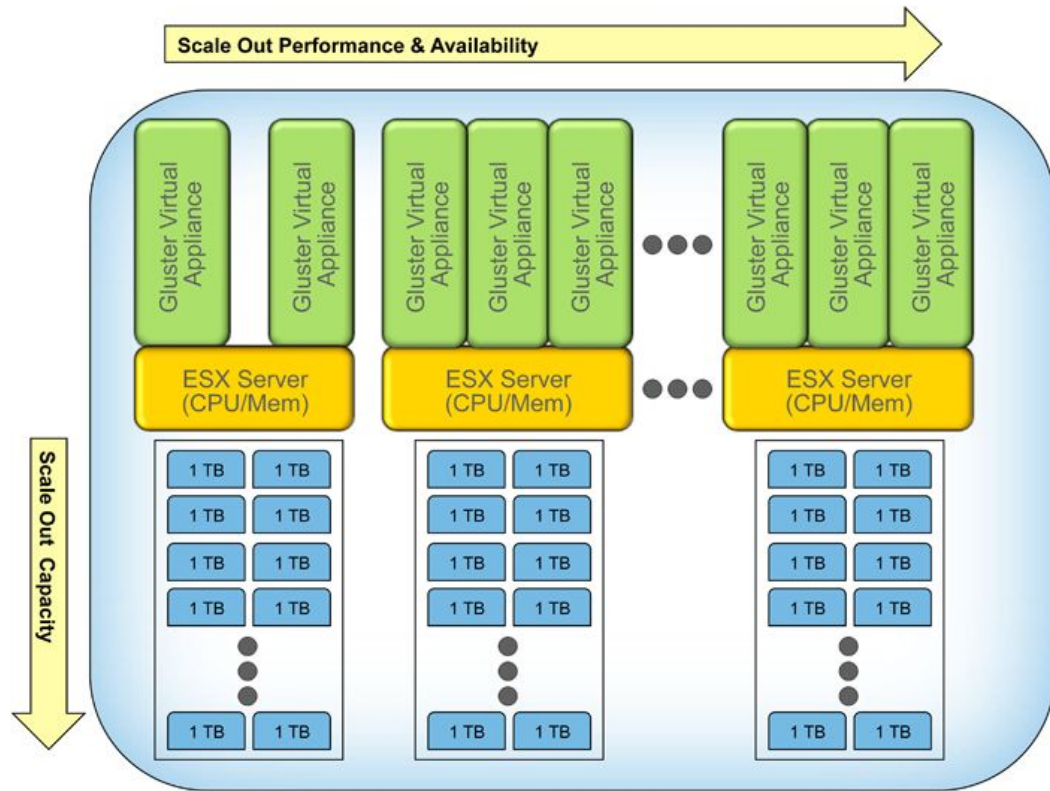 Scale Out Performance & Availability
Gluster Virtual
Appliance
Gluster Virtual
Appliance
Gluster Virtual
Appliance
Gluster Virtual
Appliance
Gluster Virtual
Appliance
Gluster Virtual
Appliance
Gluster Virtual
Appliance
Gluster Virtual
Appliance
ESX Server
(CPU/Mem)
ESX Server
(CPU/Mem)
ESX Server
(CPU/Mem)
Scale Out Capacity
1 TB 1 TB 1 TB 1 TB 1 TB 1 TB
1 TB 1 TB 1 TB 1 TB 1 TB 1 TB
1 TB 1 TB 1 TB 1 TB 1 TB 1 TB
1 TB 1 TB 1 TB 1 TB 1 TB 1 TB
1 TB 1 TB 1 TB 1 TB 1 TB 1 TB